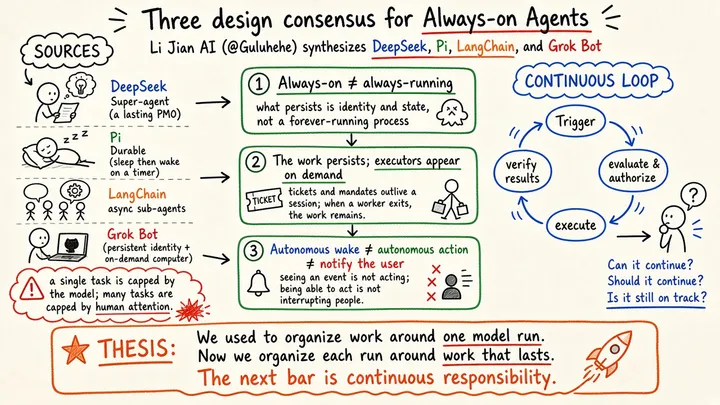 Three design consensus for Always-on Agents
Li Jian AI (@Guluhehe) synthesizes DeepSeek, Pi, LangChain, and Grok Bot
SOURCES
DeepSeek
Super-agent
(a lasting PMO)
z z z
Pi
Durable
(sleep then wake
on a timer)
LangChain
async sub-agents
Grok Bot
(persistent identity +
on-demand computer)
a single task is capped by
the model; many tasks are
capped by human attention.
1 Always-on ≠ always-running
what persists is identity and state,
not a forever-running process
2 The work persists; executors appear
on demand
TICKET
tickets and mandates outlive a
session; when a worker exits,
the work remains.
3 Autonomous wake ≠ autonomous action
≠ notify the user
seeing an event is not acting;
being able to act is not
interrupting people.
CONTINUOUS LOOP
Trigger
evaluate &
authorize
execute
verify
results
?
Can it continue?
Should it continue?
Is it still on track?
THESIS:
We used to organize work around one model run.
Now we organize each run around work that lasts.
The next bar is continuous responsibility.